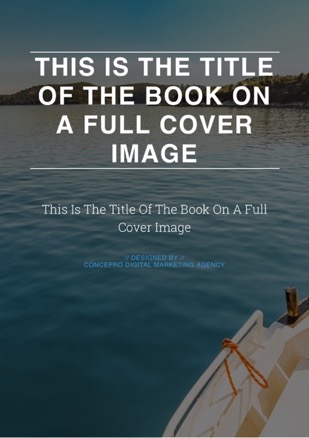 THIS IS THE TITLE
OF THE BOOK ON
A FULL COVER
IMAGE
This Is The Title Of The Book On A Full
Cover Image
// DESIGNED BY //
CONCEPRO DIGITAL MARKETING AGENCY